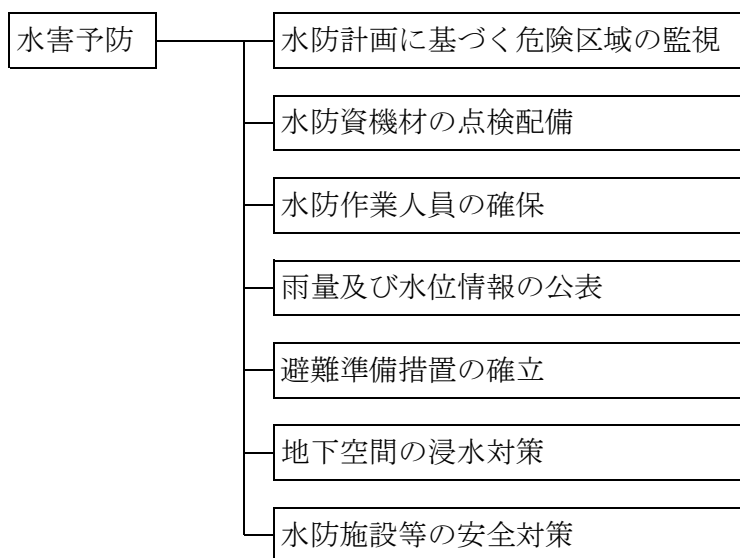 水害予防
水防計画に基づく危険区域の監視
水防資機材の点検配備
水防作業人員の確保
雨量及び水位情報の公表
避難準備措置の確立
地下空間の浸水対策
水防施設等の安全対策